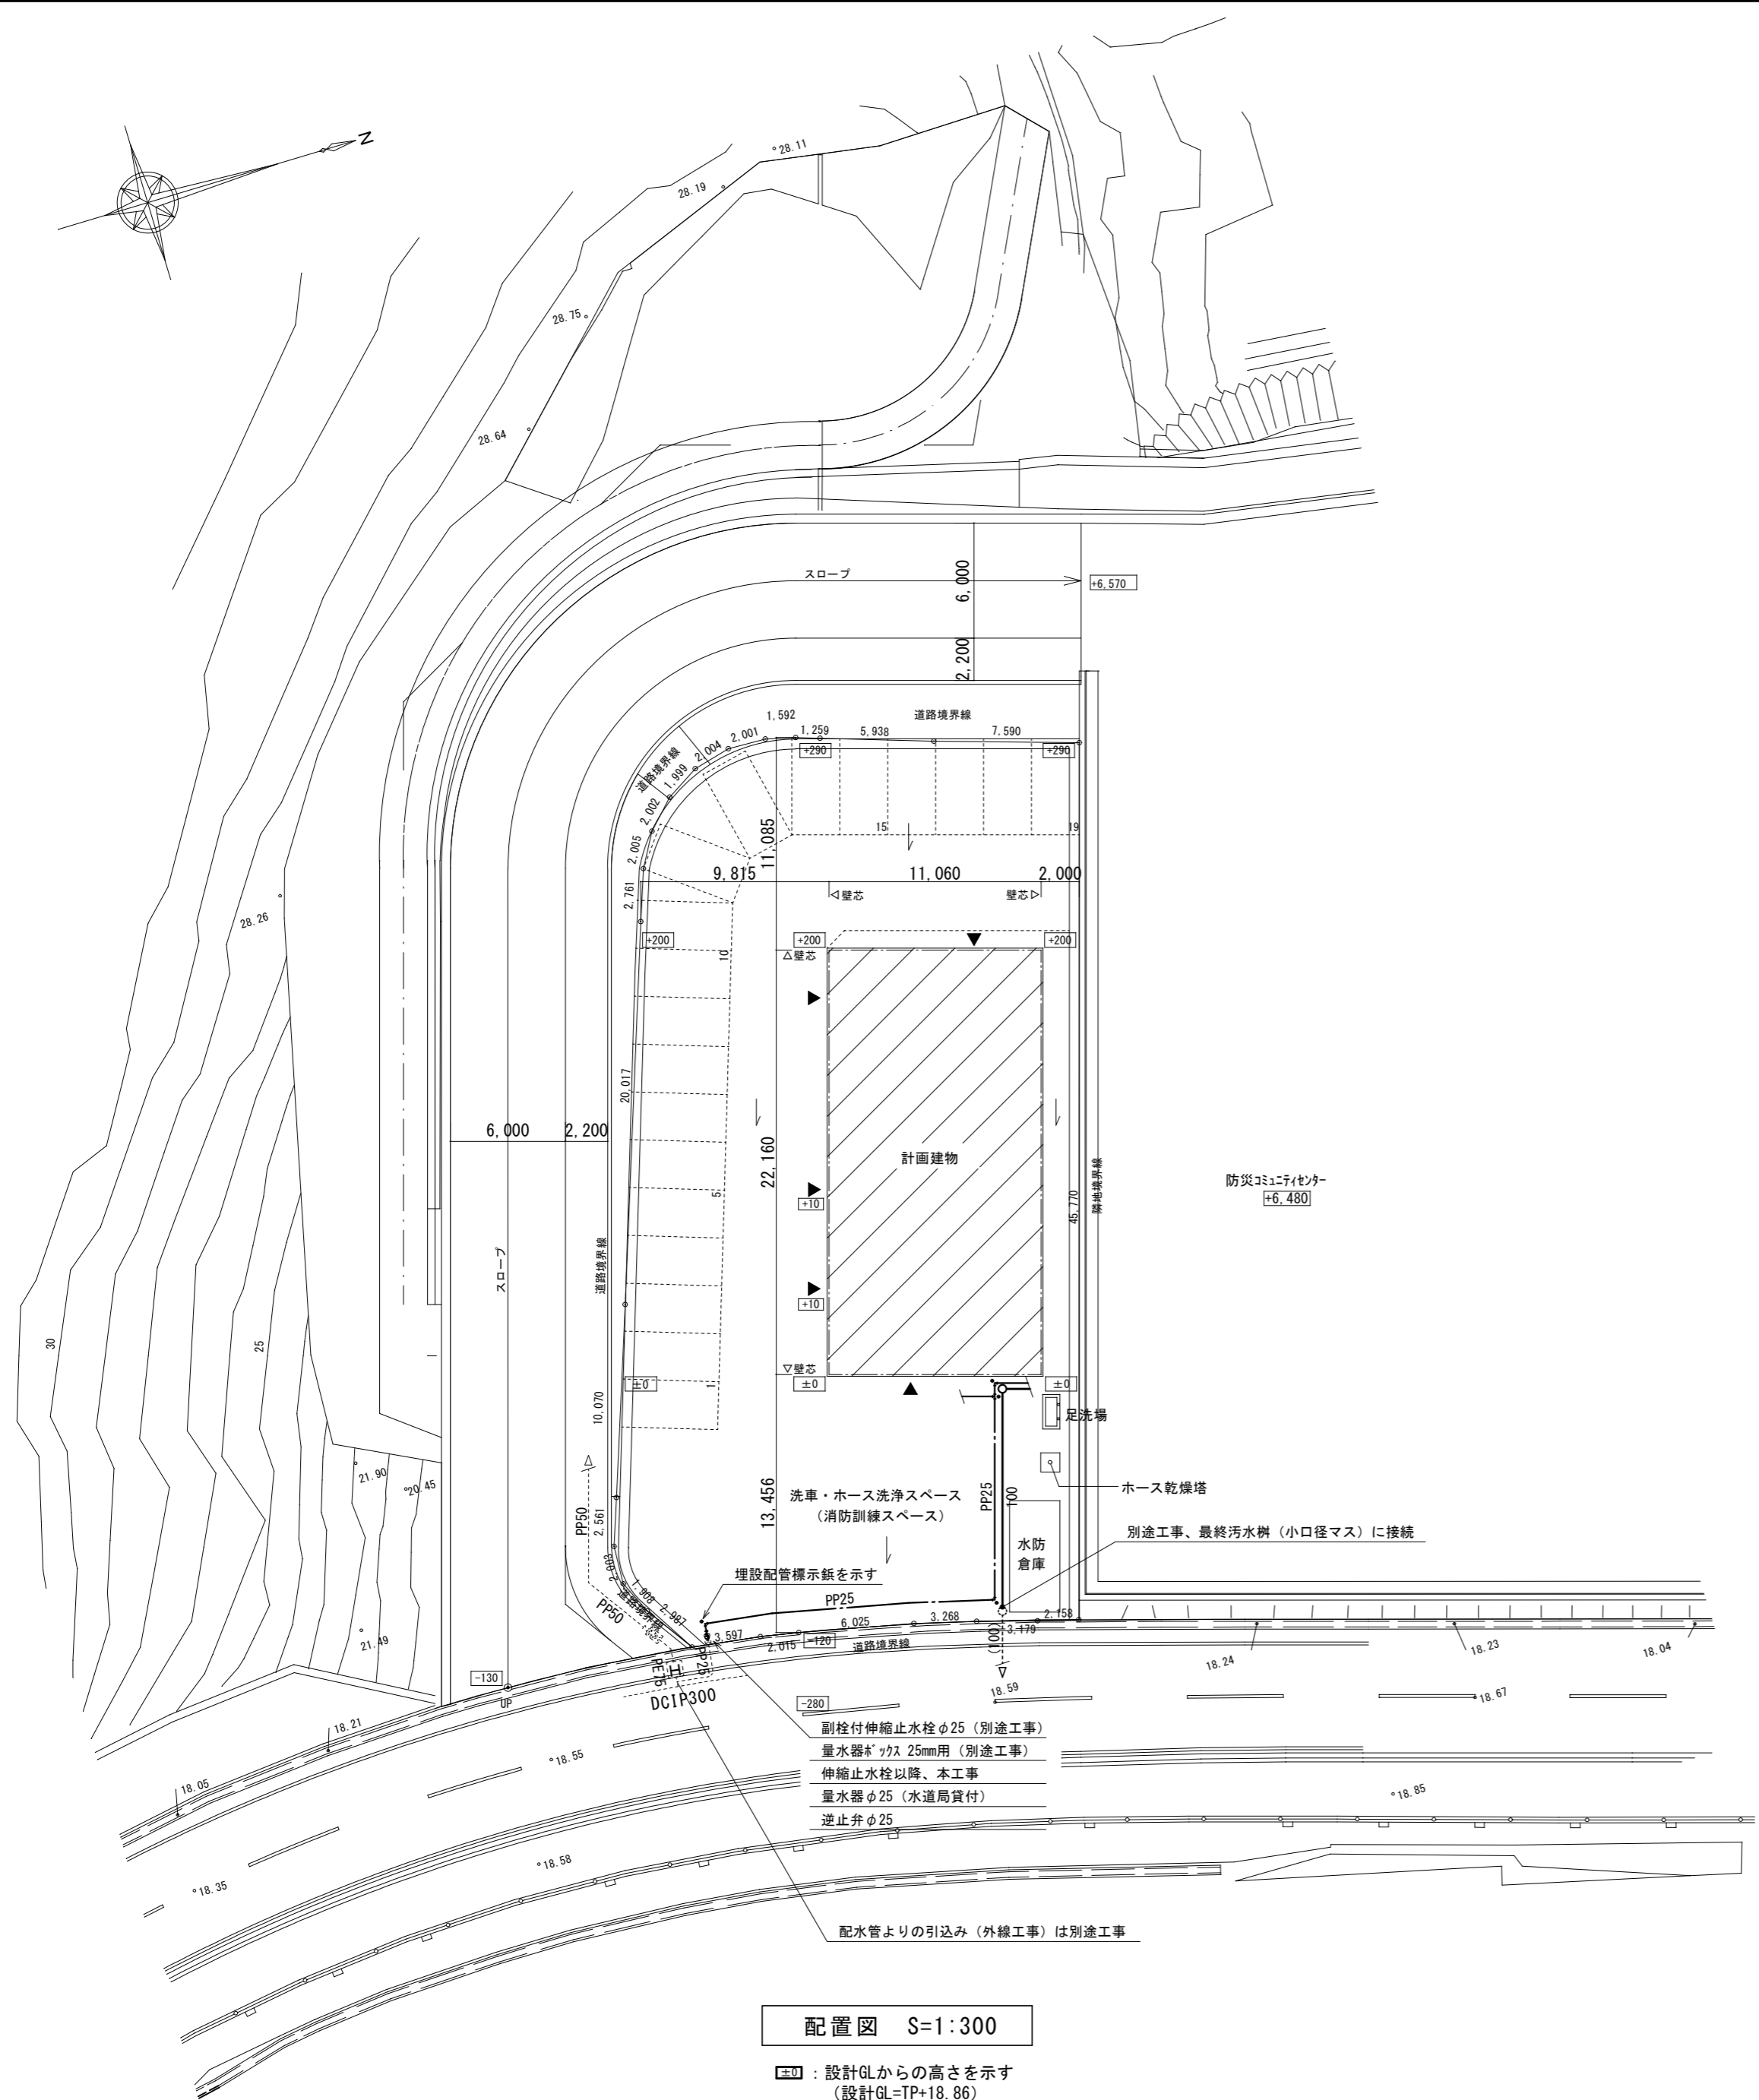 N
28.11
28.19
28.75
28.64
28.26
スロープ
+6,570
6,000
2,200
1,592
道路境界線
2,001
1,259
5,938
7,590
+290
+290
2,004
道路境界線
1,999
2,002
2,005
2,761
11,085
15
19
9,815
11,060
2,000
◁壁芯
壁芯▷
+200
+200
+200
△壁芯
10
20,017
6,000
2,200
22,160
計画建物
5
+10
45,770
隣地境界線
防災コミュニティセンター
+6,480
スロープ
道路境界線
+10
30
25
▽壁芯
±0
±0
±0
1
10,070
足洗場
21.90
20.45
PP50
2,561
13,456
洗車・ホース洗浄スペース
(消防訓練スペース)
PP25
100
ホース乾燥塔
水防
倉庫
別途工事、最終汚水桝(小口径マス)に接続
埋設配管標示鋲を示す
2,003
1,908
2,987
道路境界線
PP50
PP25
3,597
2,015
6,025
3,268
3,179
2,158
-120
道路境界線
(100)
21.49
-130
UP
PE75
PP25
DCIP300
-280
18.59
18.24
18.23
18.04
18.67
18.21
18.05
18.55
副栓付伸縮止水栓φ25(別途工事)
量水器ボックス 25mm用(別途工事)
伸縮止水栓以降、本工事
量水器φ25(水道局貸付)
逆止弁φ25
18.85
18.58
18.35
配水管よりの引込み(外線工事)は別途工事
配置図 S=1:300
±0 : 設計GLからの高さを示す
(設計GL=TP+18.86)